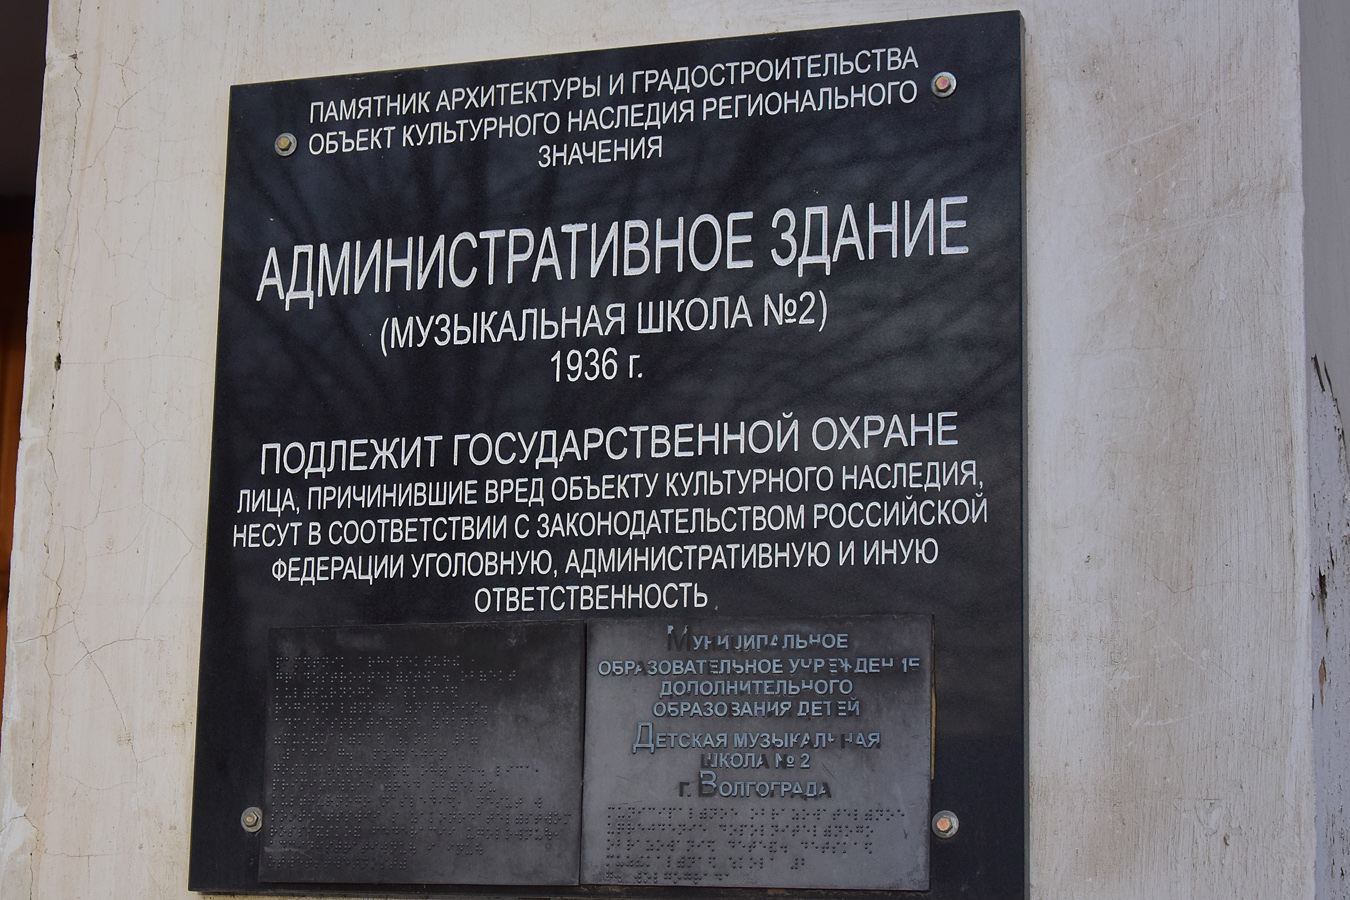 ПАМЯТНИК АРХИТЕКТУРЫ И ГРАДОСТРОИТЕЛЬСТВА
ОБЪЕКТ КУЛЬТУРНОГО НАСЛЕДИЯ РЕГИОНАЛЬНОГО
ЗНАЧЕНИЯ
АДМИНИСТРАТИВНОЕ ЗДАНИЕ
(МУЗЫКАЛЬНАЯ ШКОЛА №2)
1936 г.
ПОДЛЕЖИТ ГОСУДАРСТВЕННОЙ ОХРАНЕ
ЛИЦА, ПРИЧИНИВШИЕ ВРЕД ОБЪЕКТУ КУЛЬТУРНОГО НАСЛЕДИЯ,
НЕСУТ В СООТВЕТСТВИИ С ЗАКОНОДАТЕЛЬСТВОМ РОССИЙСКОЙ
ФЕДЕРАЦИИ УГОЛОВНУЮ, АДМИНИСТРАТИВНУЮ И ИНУЮ
ОТВЕТСТВЕННОСТЬ
МУНИЦИПАЛЬНОЕ
ОБРАЗОВАТЕЛЬНОЕ УЧРЕЖДЕНИЕ
ДОПОЛНИТЕЛЬНОГО
ОБРАЗОВАНИЯ ДЕТЕЙ
ДЕТСКАЯ МУЗЫКАЛЬНАЯ
ШКОЛА № 2
Г. ВОЛГОГРАДА